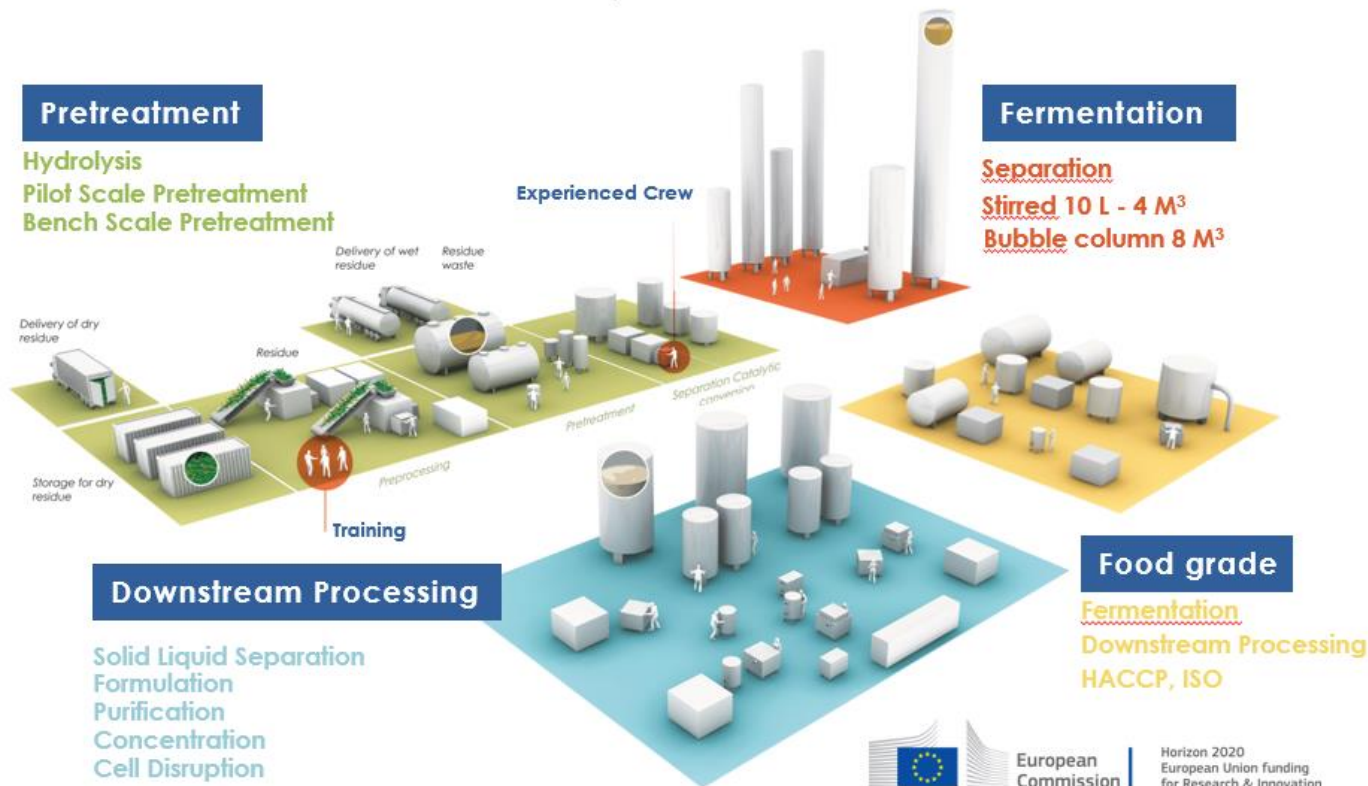 Pretreatment
Hydrolysis
Pilot Scale Pretreatment
Bench Scale Pretreatment
Experienced Crew
Fermentation
Separation
Stirred 10 L - 4 M³
Bubble column 8 M³
Delivery of wet
residue
Residue
waste
Delivery of dry
residue
Residue
Separation Catalytic
conversion
Pretreatment
Preprocessing
Storage for dry
residue
Training
Downstream Processing
Solid Liquid Separation
Formulation
Purification
Concentration
Cell Disruption
Food grade
Fermentation
Downstream Processing
HACCP, ISO
European
Commission
Horizon 2020
European Union funding
for Research & Innovation